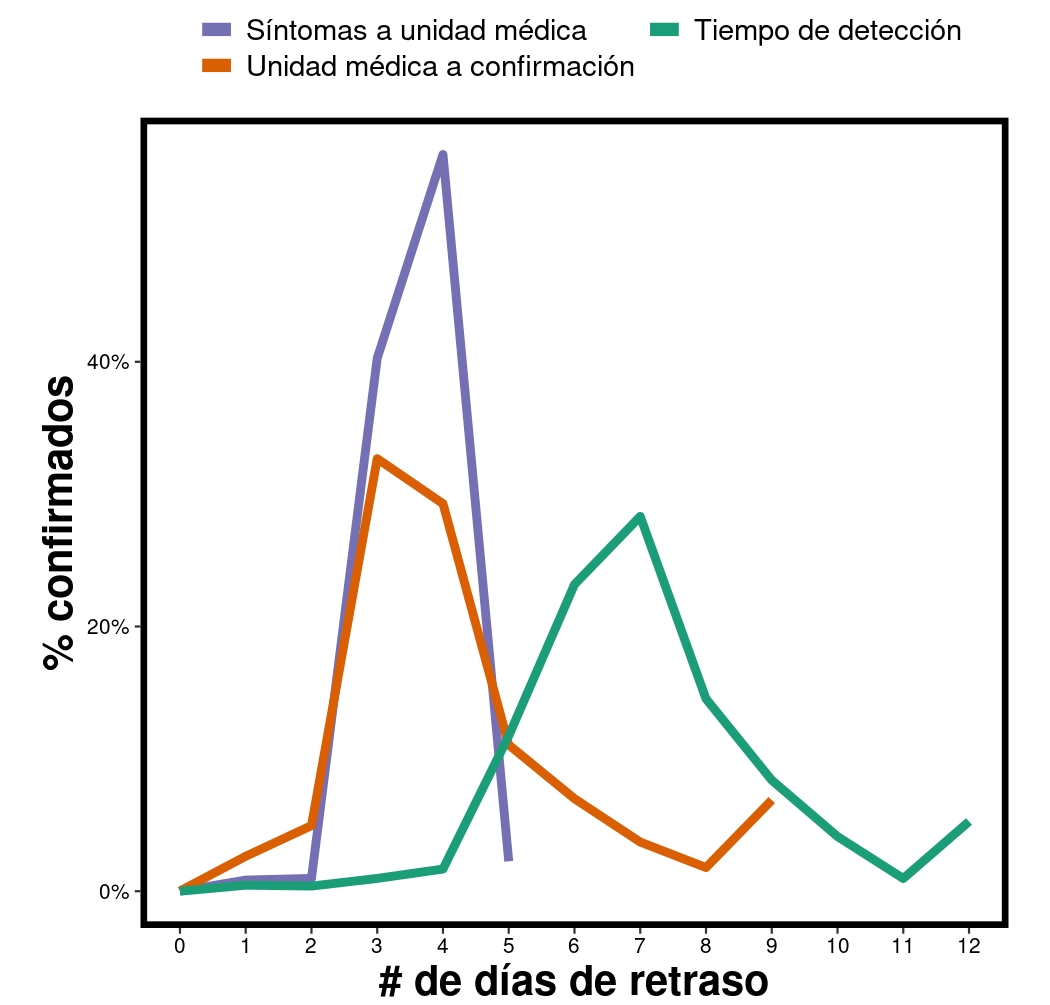 Síntomas a unidad médica
Tiempo de detección
Unidad médica a confirmación
% confirmados
40%
20%
0%
0 1 2 3 4 5 6 7 8 9 10 11 12
# de días de retraso